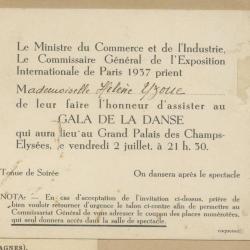 Le Ministre du Commerce et de l'Industrie,
Le Commissaire Général de l'Exposition
Internationale de Paris 1937 prient
Mademoiselle Hélène
de leur faire l'honneur d'assister au
GALA DE LA DANSE
qui aura lieu au Grand Palais des Champs-
Elysées, le vendredi 2 juillet, à 21 h. 30.
Tenue de Soirée On dansera après le spectacle
NOTA: — En cas d'acceptation de l'invitation ci-dessus, prière
de bien vouloir retourner d'urgence le talon ci-contre afin de permettre au
Commissariat Général de vous adresser le coupon des places numérotées,
qui seul donnera accès dans la salle de spectacle.
AGNES).